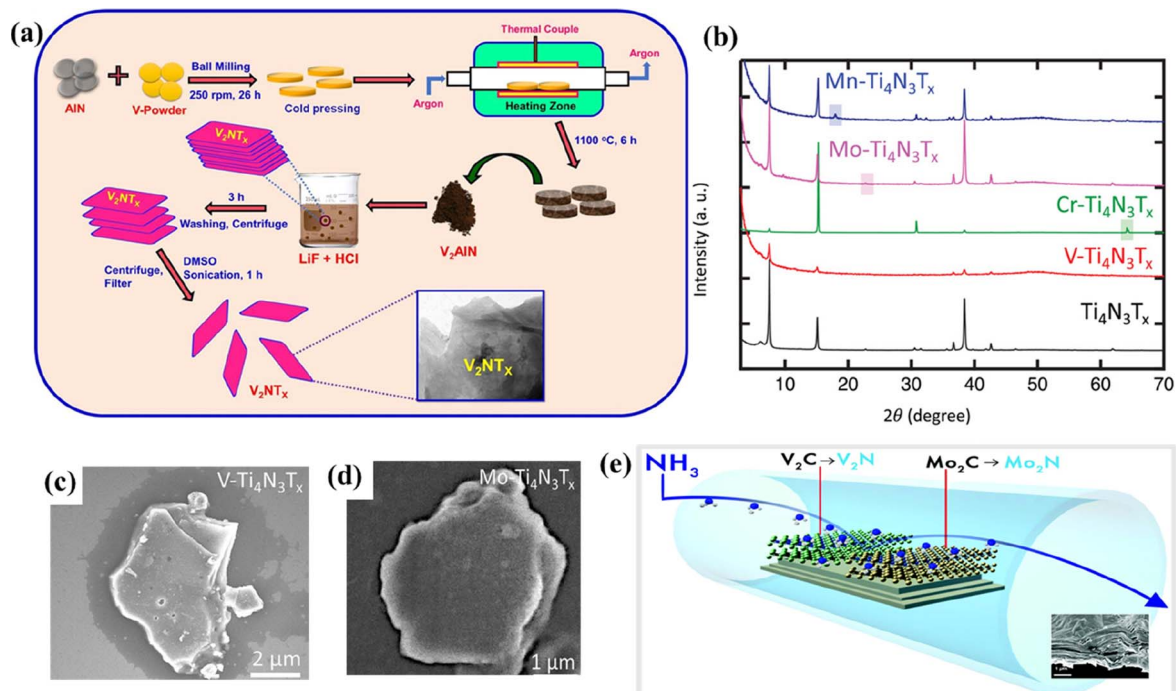 (a)
AlN
V-Powder
Ball Milling
250 rpm, 26 h
Cold pressing
Thermal Couple
Argon
Argon
Heating Zone
1100 °C, 6 h
V₂AlN
LiF + HCl
V₂NTₓ
3 h
Washing, Centrifuge
V₂NTₓ
Centrifuge,
Filter
DMSO
Sonication, 1 h
V₂NTₓ
V₂NTₓ
(b)
Mn-Ti₄N₃Tₓ
Mo-Ti₄N₃Tₓ
Cr-Ti₄N₃Tₓ
V-Ti₄N₃Tₓ
Ti₄N₃Tₓ
Intensity (a. u.)
10 20 30 40 50 60 70
2θ (degree)
(c)
V-Ti₄N₃Tₓ
2 μm
(d)
Mo-Ti₄N₃Tₓ
1 μm
(e)
NH₃
V₂C→V₂N
Mo₂C→Mo₂N